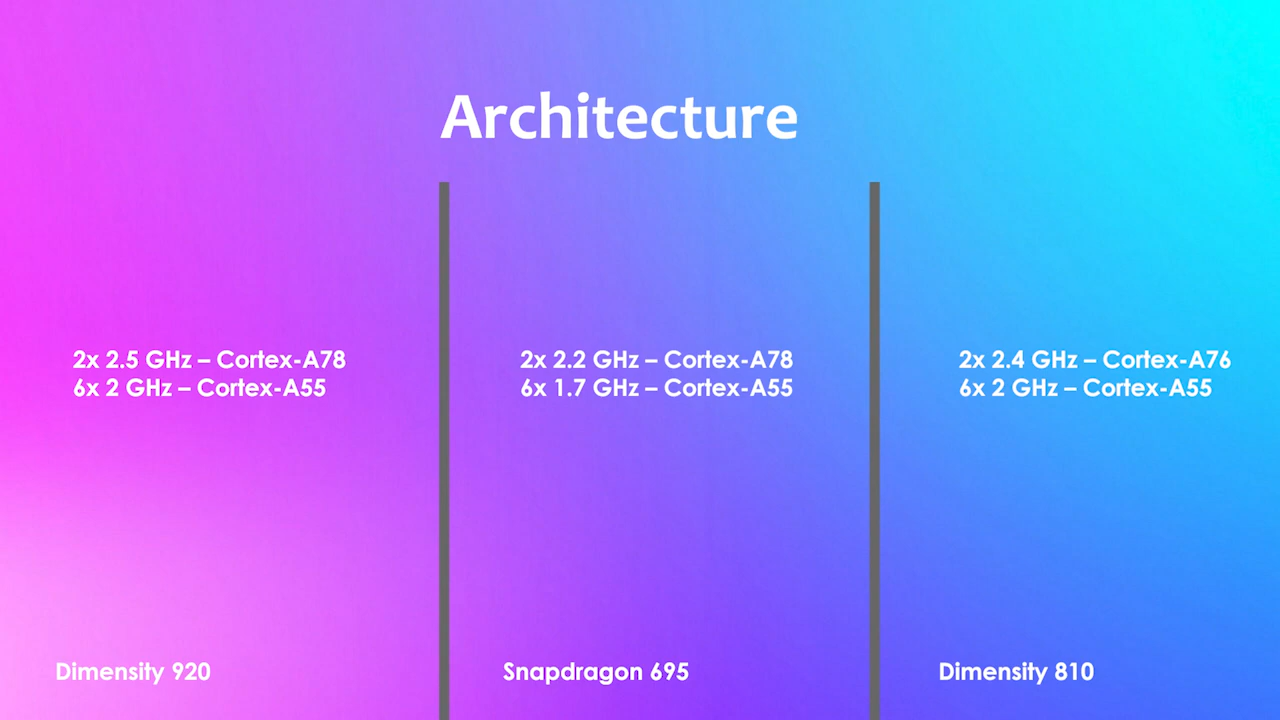 Architecture
2x 2.5 GHz – Cortex-A78
6x 2 GHz – Cortex-A55
2x 2.2 GHz – Cortex-A78
6x 1.7 GHz – Cortex-A55
2x 2.4 GHz – Cortex-A76
6x 2 GHz – Cortex-A55
Dimensity 920
Snapdragon 695
Dimensity 810